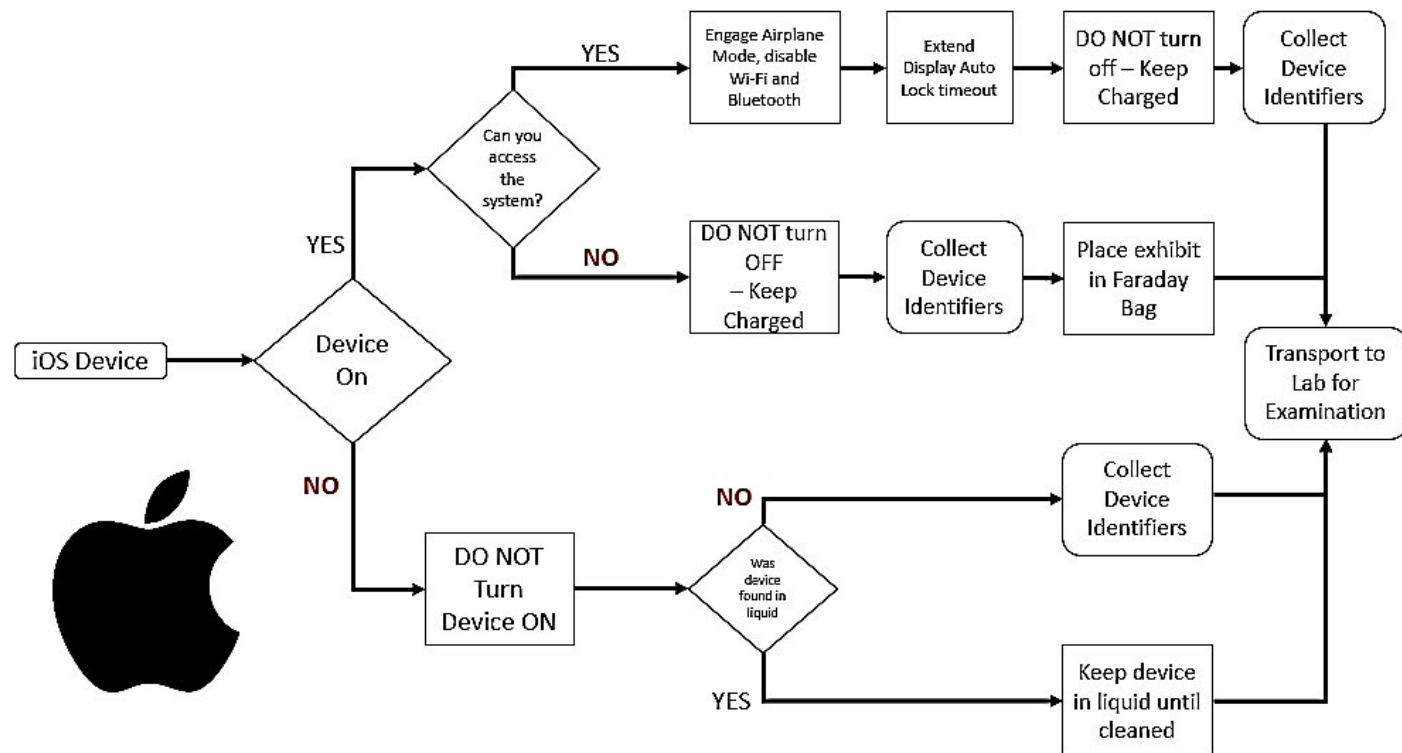 iOS Device
Device
On
YES
NO
Can you
access
the
system?
YES
Engage Airplane
Mode, disable
Wi-Fi and
Bluetooth
Extend
Display Auto
Lock timeout
DO NOT turn
off – Keep
Charged
Collect
Device
Identifiers
NO
DO NOT turn
OFF
– Keep
Charged
Collect
Device
Identifiers
Place exhibit
in Faraday
Bag
Transport to
Lab for
Examination
DO NOT
Turn
Device ON
Was
device
found in
liquid
NO
Collect
Device
Identifiers
YES
Keep device
in liquid until
cleaned